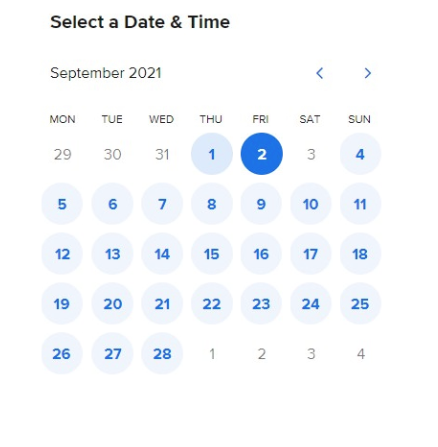 Select a Date & Time
September 2021
MON TUE WED THU FRI SAT SUN
29 30 31 1 2 3 4
5 6 7 8 9 10 11
12 13 14 15 16 17 18
19 20 21 22 23 24 25
26 27 28 1 2 3 4